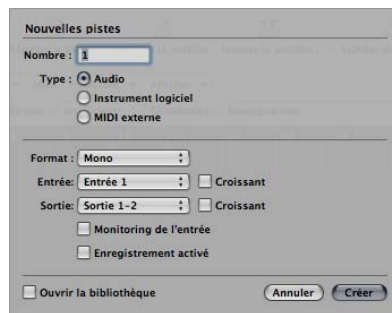 Nouvelles pistes
Nombre : 1
Type : Audio
Instrument logiciel
MIDI externe
Format : Mono
Entrée: Entrée 1 Croissant
Sortie: Sortie 1-2 Croissant
Monitoring de l'entrée
Enregistrement activé
Ouvrir la bibliothèque Annuler Créer